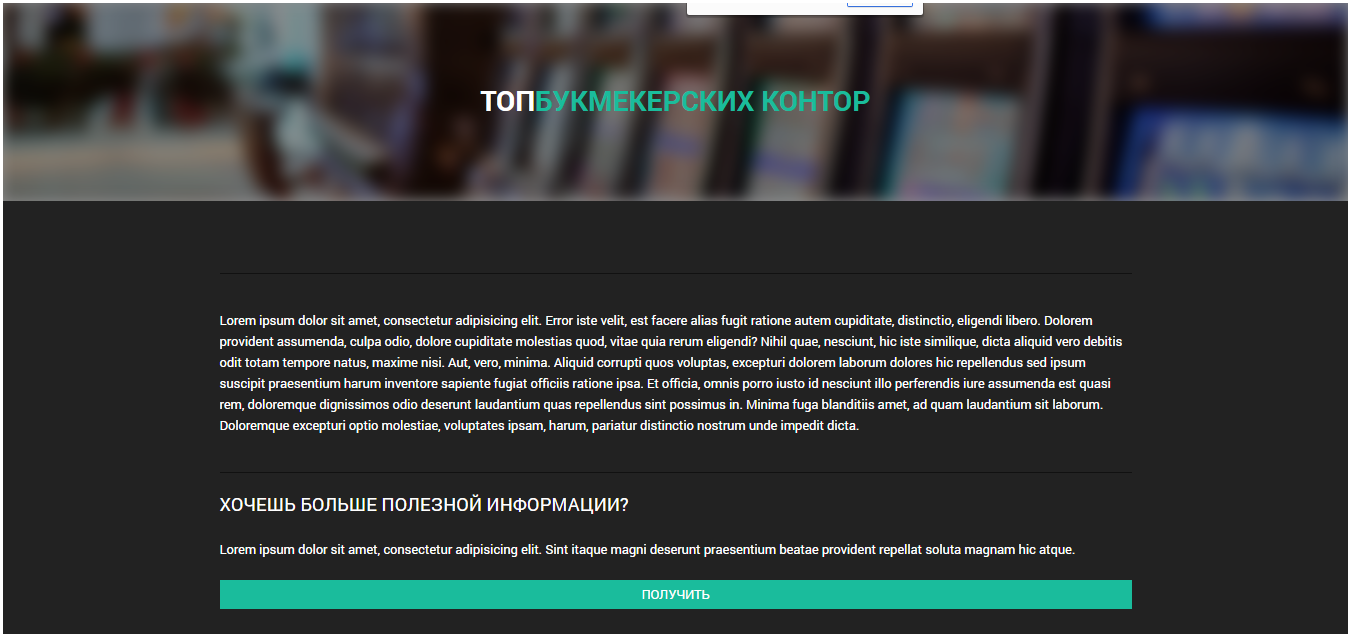 ТОПБУКМЕКЕРСКИХ КОНТОР
Lorem ipsum dolor sit amet, consectetur adipisicing elit. Error iste velit, est facere alias fugit ratione autem cupiditate, distinctio, eligendi libero. Dolorem
provident assumenda, culpa odio, dolore cupiditate molestias quod, vitae quia rerum eligendi? Nihil quae, nesciunt, hic iste similique, dicta aliquid vero debitis
odit totam tempore natus, maxime nisi. Aut, vero, minima. Aliquid corrupti quos voluptas, excepturi dolorem laborum dolores hic repellendus sed ipsum
suscipit praesentium harum inventore sapiente fugiat officiis ratione ipsa. Et officia, omnis porro iusto id nesciunt illo perferendis iure assumenda est quasi
rem, doloremque dignissimos odio deserunt laudantium quas repellendus sint possimus in. Minima fuga blanditiis amet, ad quam laudantium sit laborum.
Doloremque excepturi optio molestiae, voluptates ipsam, harum, pariatur distinctio nostrum unde impedit dicta.
ХОЧЕШЬ БОЛЬШЕ ПОЛЕЗНОЙ ИНФОРМАЦИИ?
Lorem ipsum dolor sit amet, consectetur adipisicing elit. Sint itaque magni deserunt praesentium beatae provident repellat soluta magnam hic atque.
ПОЛУЧИТЬ